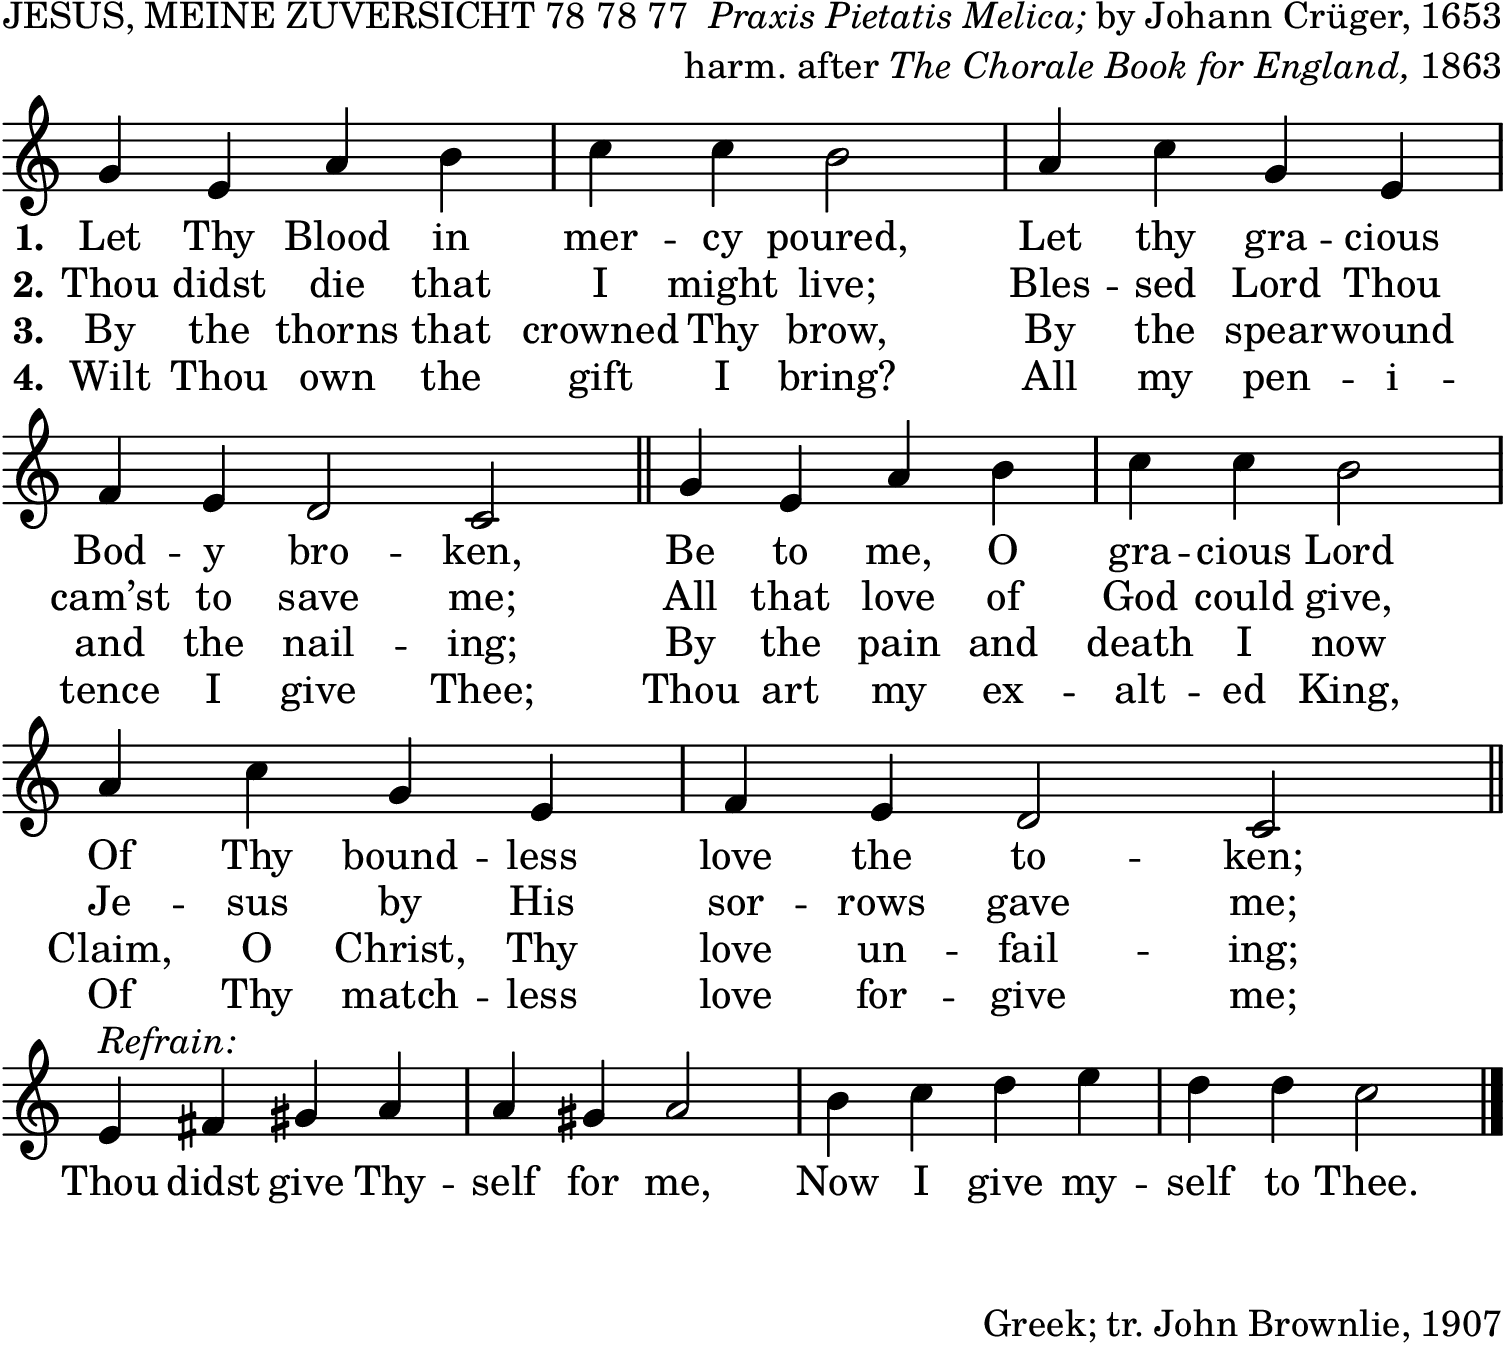 JESUS, MEINE ZUVERSICHT 78 78 77 Praxis Pietatis Melica; by Johann Crüger, 1653
harm. after The Chorale Book for England, 1863
1. Let Thy Blood in mer - cy poured, Let thy gra - cious
2. Thou didst die that I might live; Bles - sed Lord Thou
3. By the thorns that crowned Thy brow, By the spear wound
4. Wilt Thou own the gift I bring? All my pen - i -
Bod - y bro - ken, Be to me, O gra - cious Lord
cam’st to save me; All that love of God could give,
and the nail - ing; By the pain and death I now
tence I give Thee; Thou art my ex - alt - ed King,
Of Thy bound - less love the to - ken;
Je - sus by His sor - rows gave me;
Claim, O Christ, Thy love un - fail - ing;
Of Thy match - less love for - give me;
Refrain:
Thou didst give Thy - self for me, Now I give my - self to Thee.
Greek; tr. John Brownlie, 1907